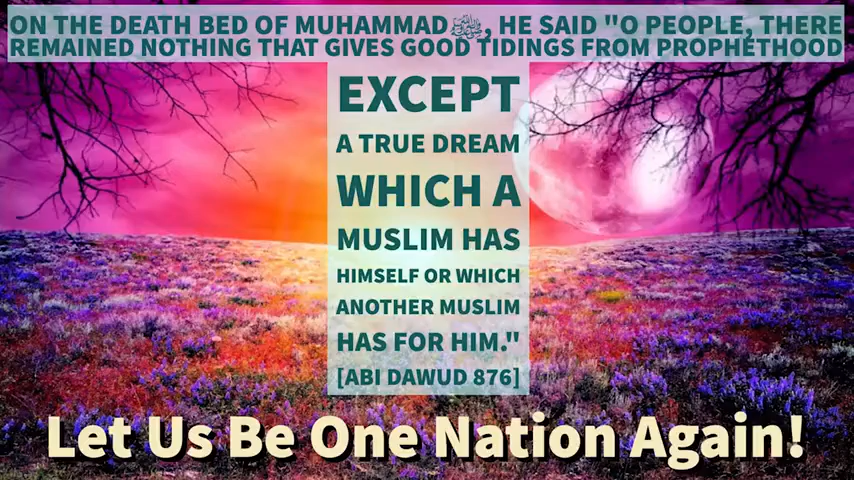 ON THE DEATH BED OF MUHAMMADﷺ, HE SAID "O PEOPLE, THERE
REMAINED NOTHING THAT GIVES GOOD TIDINGS FROM PROPHETHOOD
EXCEPT
A TRUE DREAM
WHICH A
MUSLIM HAS
HIMSELF OR WHICH
ANOTHER MUSLIM
HAS FOR HIM."
[ABI DAWUD 876]
Let Us Be One Nation Again!